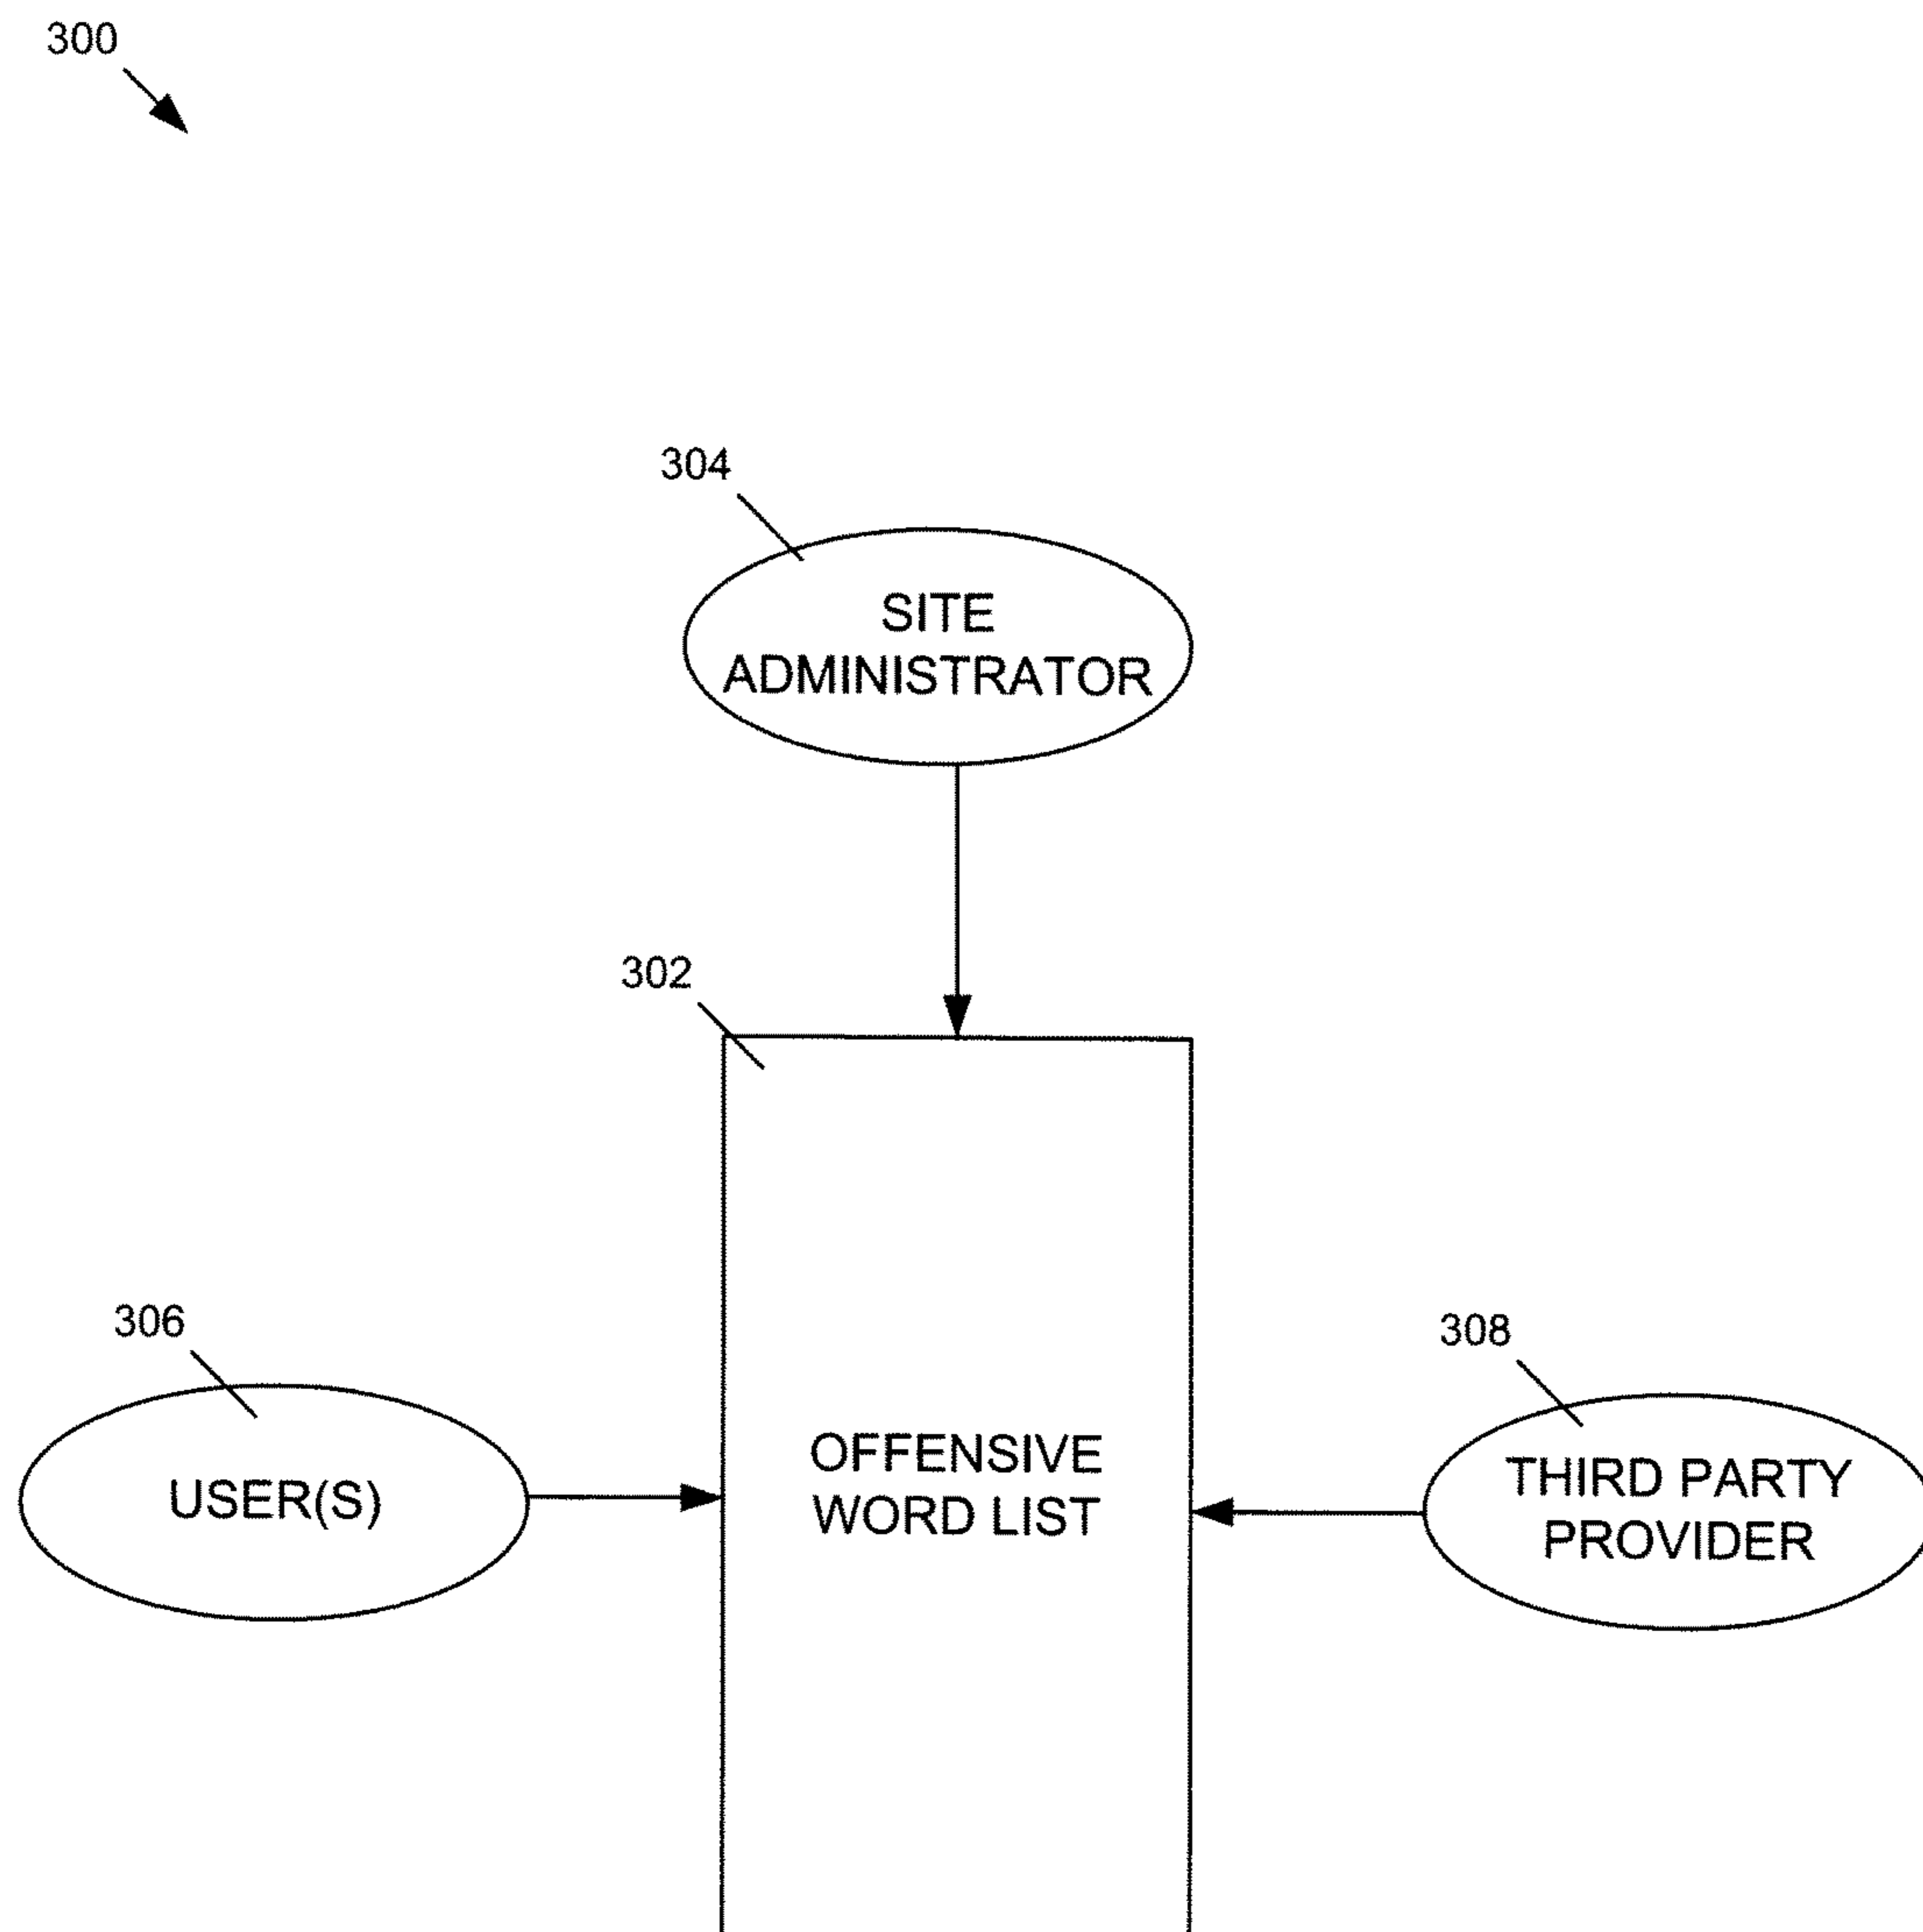 300
304
SITE
ADMINISTRATOR
302
306
308
USER(S)
OFFENSIVE
WORD LIST
THIRD PARTY
PROVIDER